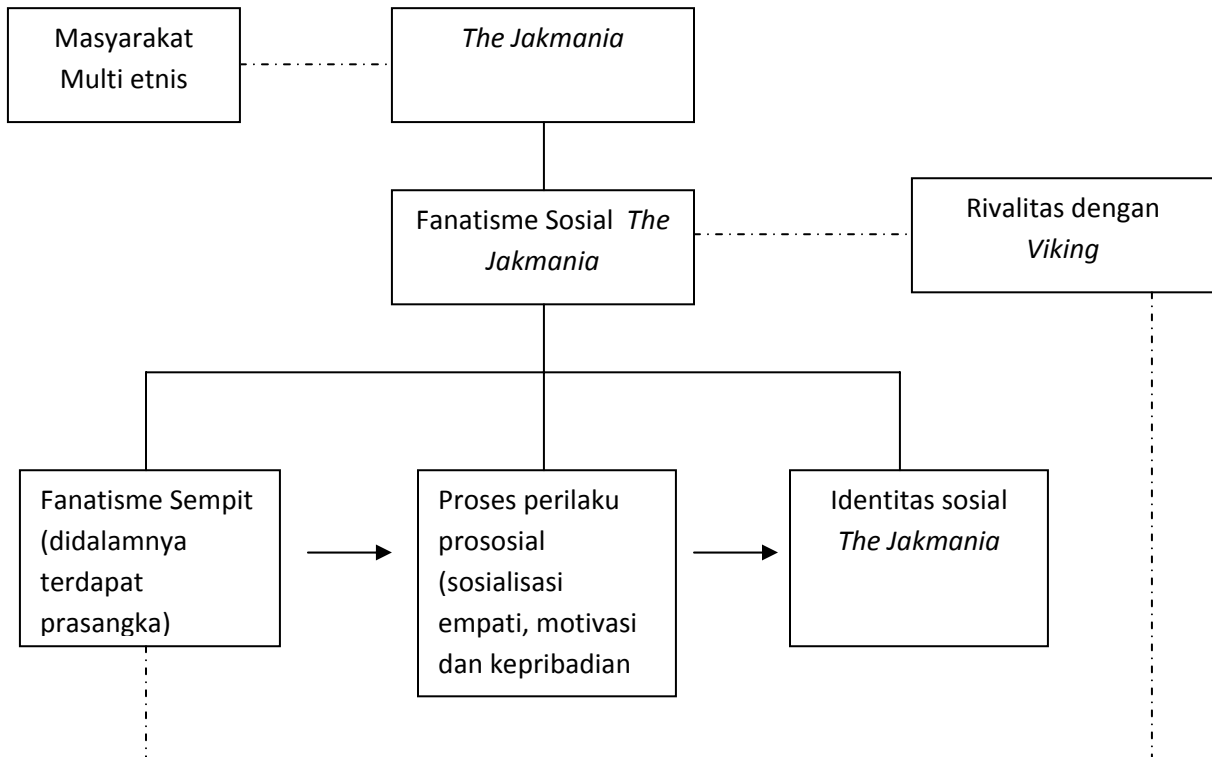 Masyarakat
Multi etnis
The Jakmania
Fanatisme Sosial The
Jakmania
Rivalitas dengan
Viking
Fanatisme Sempit
(didalamnya
terdapat
prasangka)
Proses perilaku
prososial
(sosialisasi
empati, motivasi
dan kepribadian
Identitas sosial
The Jakmania